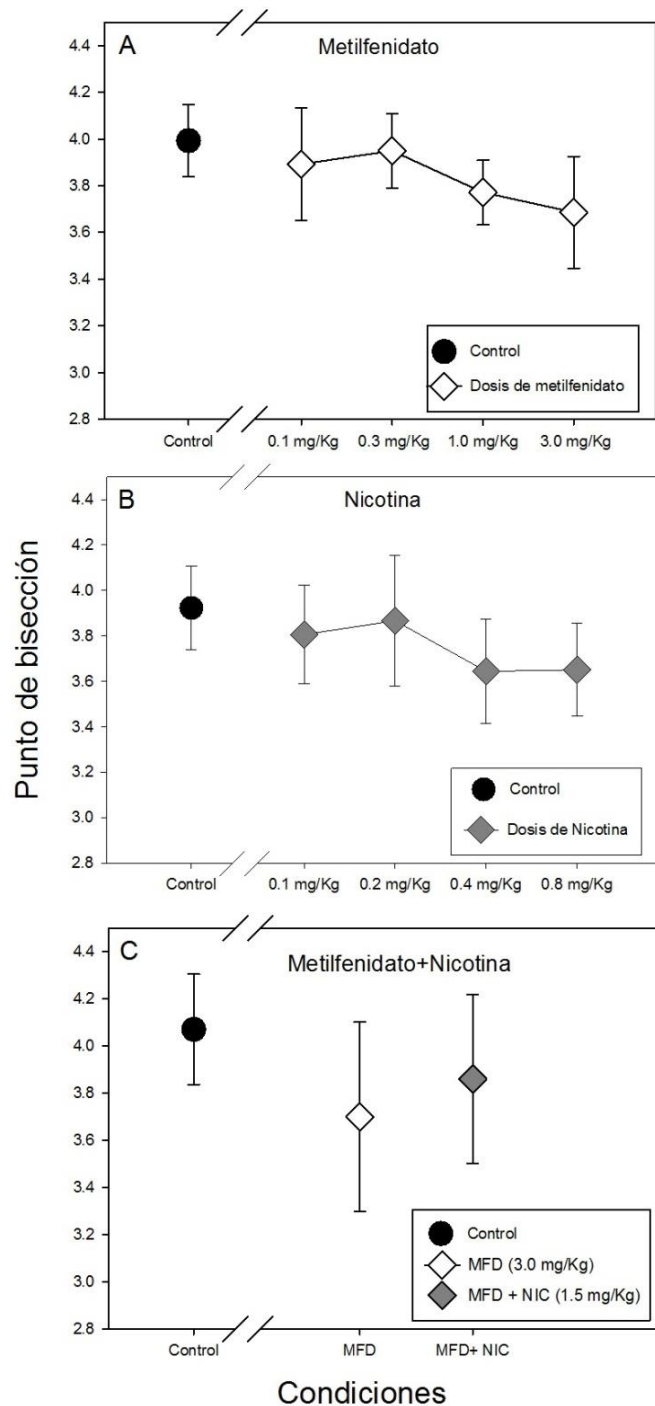 A
Metilfenidato
4.4
4.2
4.0
3.8
3.6
3.4
3.2
3.0
2.8
Control
Dosis de metilfenidato
Control
0.1 mg/Kg
0.3 mg/Kg
1.0 mg/Kg
3.0 mg/Kg
Punto de bisección
B
Nicotina
4.4
4.2
4.0
3.8
3.6
3.4
3.2
3.0
2.8
Control
Dosis de Nicotina
Control
0.1 mg/Kg
0.2 mg/Kg
0.4 mg/Kg
0.8 mg/Kg
C
Metilfenidato+Nicotina
4.4
4.2
4.0
3.8
3.6
3.4
3.2
3.0
2.8
Control
MFD (3.0 mg/Kg)
MFD + NIC (1.5 mg/Kg)
Control
MFD
MFD+ NIC
Condiciones